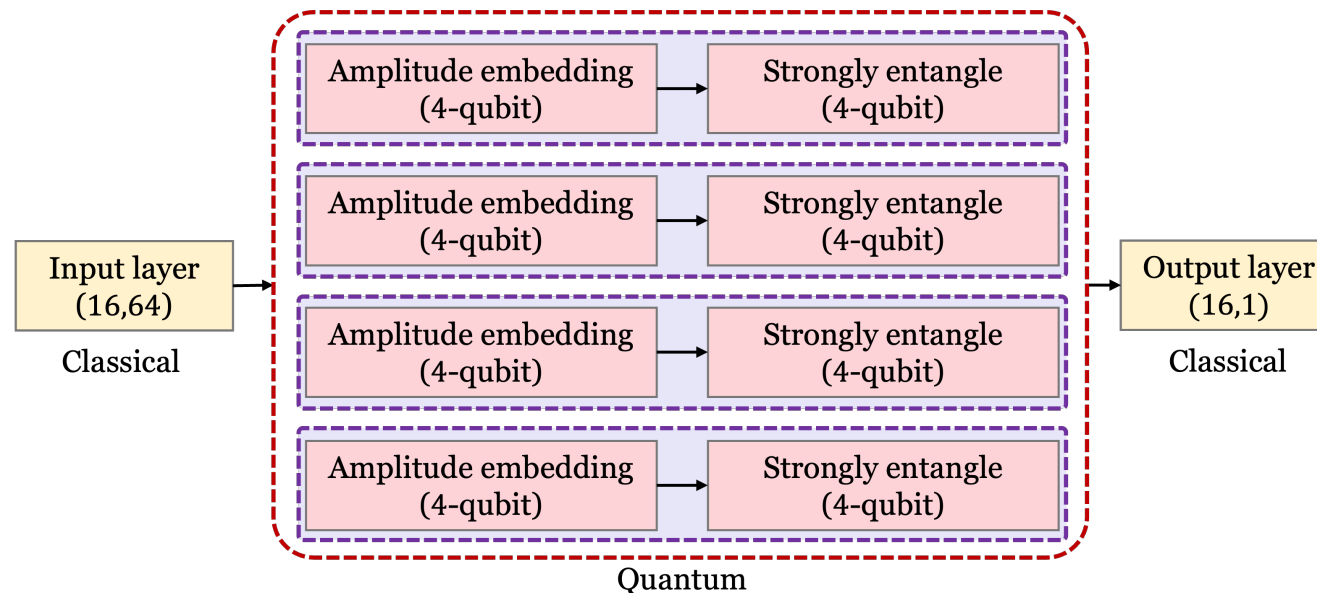 Amplitude embedding
(4-qubit)
Strongly entangle
(4-qubit)
Amplitude embedding
(4-qubit)
Strongly entangle
(4-qubit)
Input layer
(16,64)
Classical
Amplitude embedding
(4-qubit)
Strongly entangle
(4-qubit)
Amplitude embedding
(4-qubit)
Strongly entangle
(4-qubit)
Quantum
Output layer
(16,1)
Classical